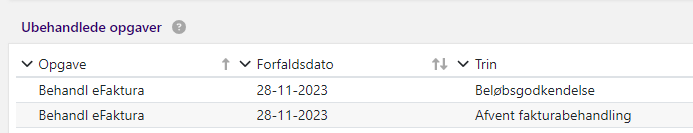 Ubehandlede opgaver ?
Opgave Forfaldsdato Trin
Behandl eFaktura 28-11-2023 Beløbsgodkendelse
Behandl eFaktura 28-11-2023 Afvent fakturabehandling